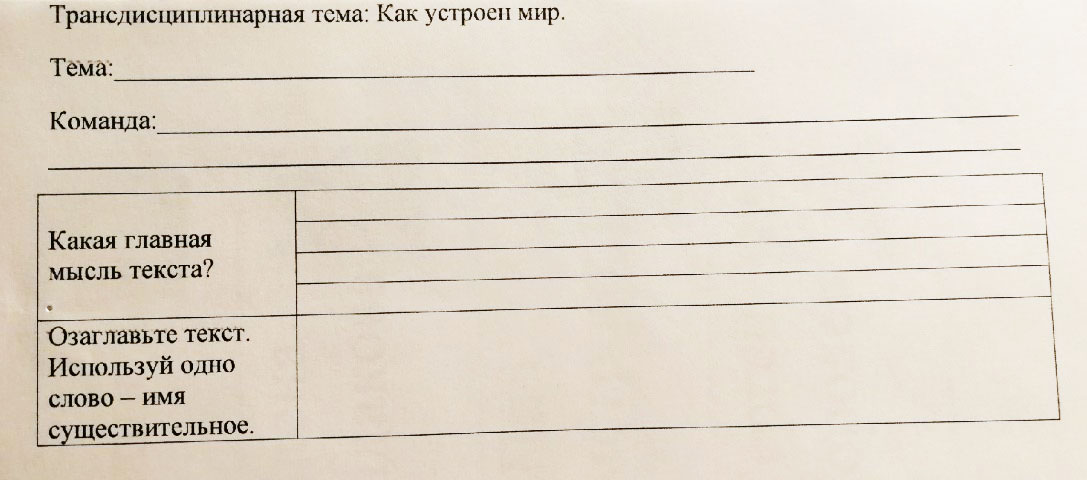 Трансдисциплинарная тема: Как устроен мир.
Тема:
Команда:
Какая главная
мысль текста?
.
Озаглавьте текст.
Используй одно
слово – имя
существительное.